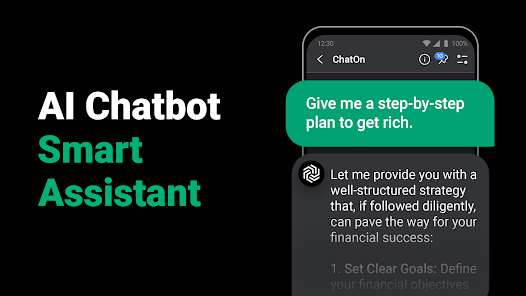 AI Chatbot
Smart
Assistant
12:30
100%
ChatOn
10
Give me a step-by-step
plan to get rich.
Let me provide you with a
well-structured strategy
that, if followed diligently,
can pave the way for your
financial success:
1. Set Clear Goals: Define
your financial objectives